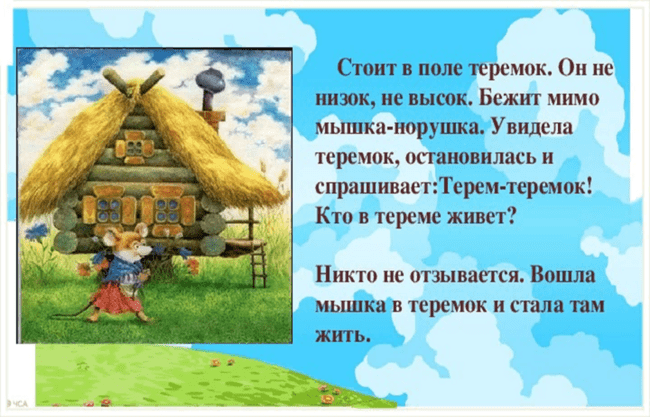 Стоит в поле теремок. Он не
низок, не высок. Бежит мимо
мышка-норушка. Увидела
теремок, остановилась и
спрашивает:Терем-теремок!
Кто в тереме живет?
Никто не отзывается. Вошла
мышка в теремок и стала там
жить.